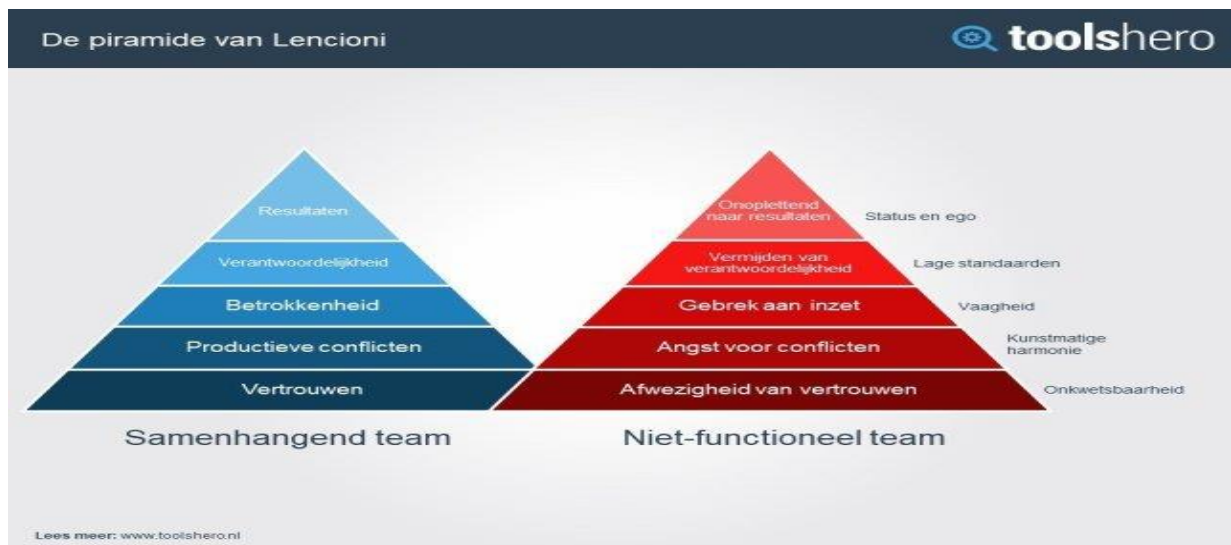 De piramide van Lencioni
toolshero
Resultaten
Verantwoordelijkheid
Betrokkenheid
Productieve conflicten
Vertrouwen
Samenhangend team
Onoplettend
naar resultaten
Status en ego
Vermijden van
verantwoordelijkheid
Lage standaarden
Gebrek aan inzet
Vaagheid
Angst voor conflicten
Kunstmatige
harmonie
Afwezigheid van vertrouwen
Onkwetsbaarheid
Niet-functioneel team
Lees meer: www.toolshero.nl